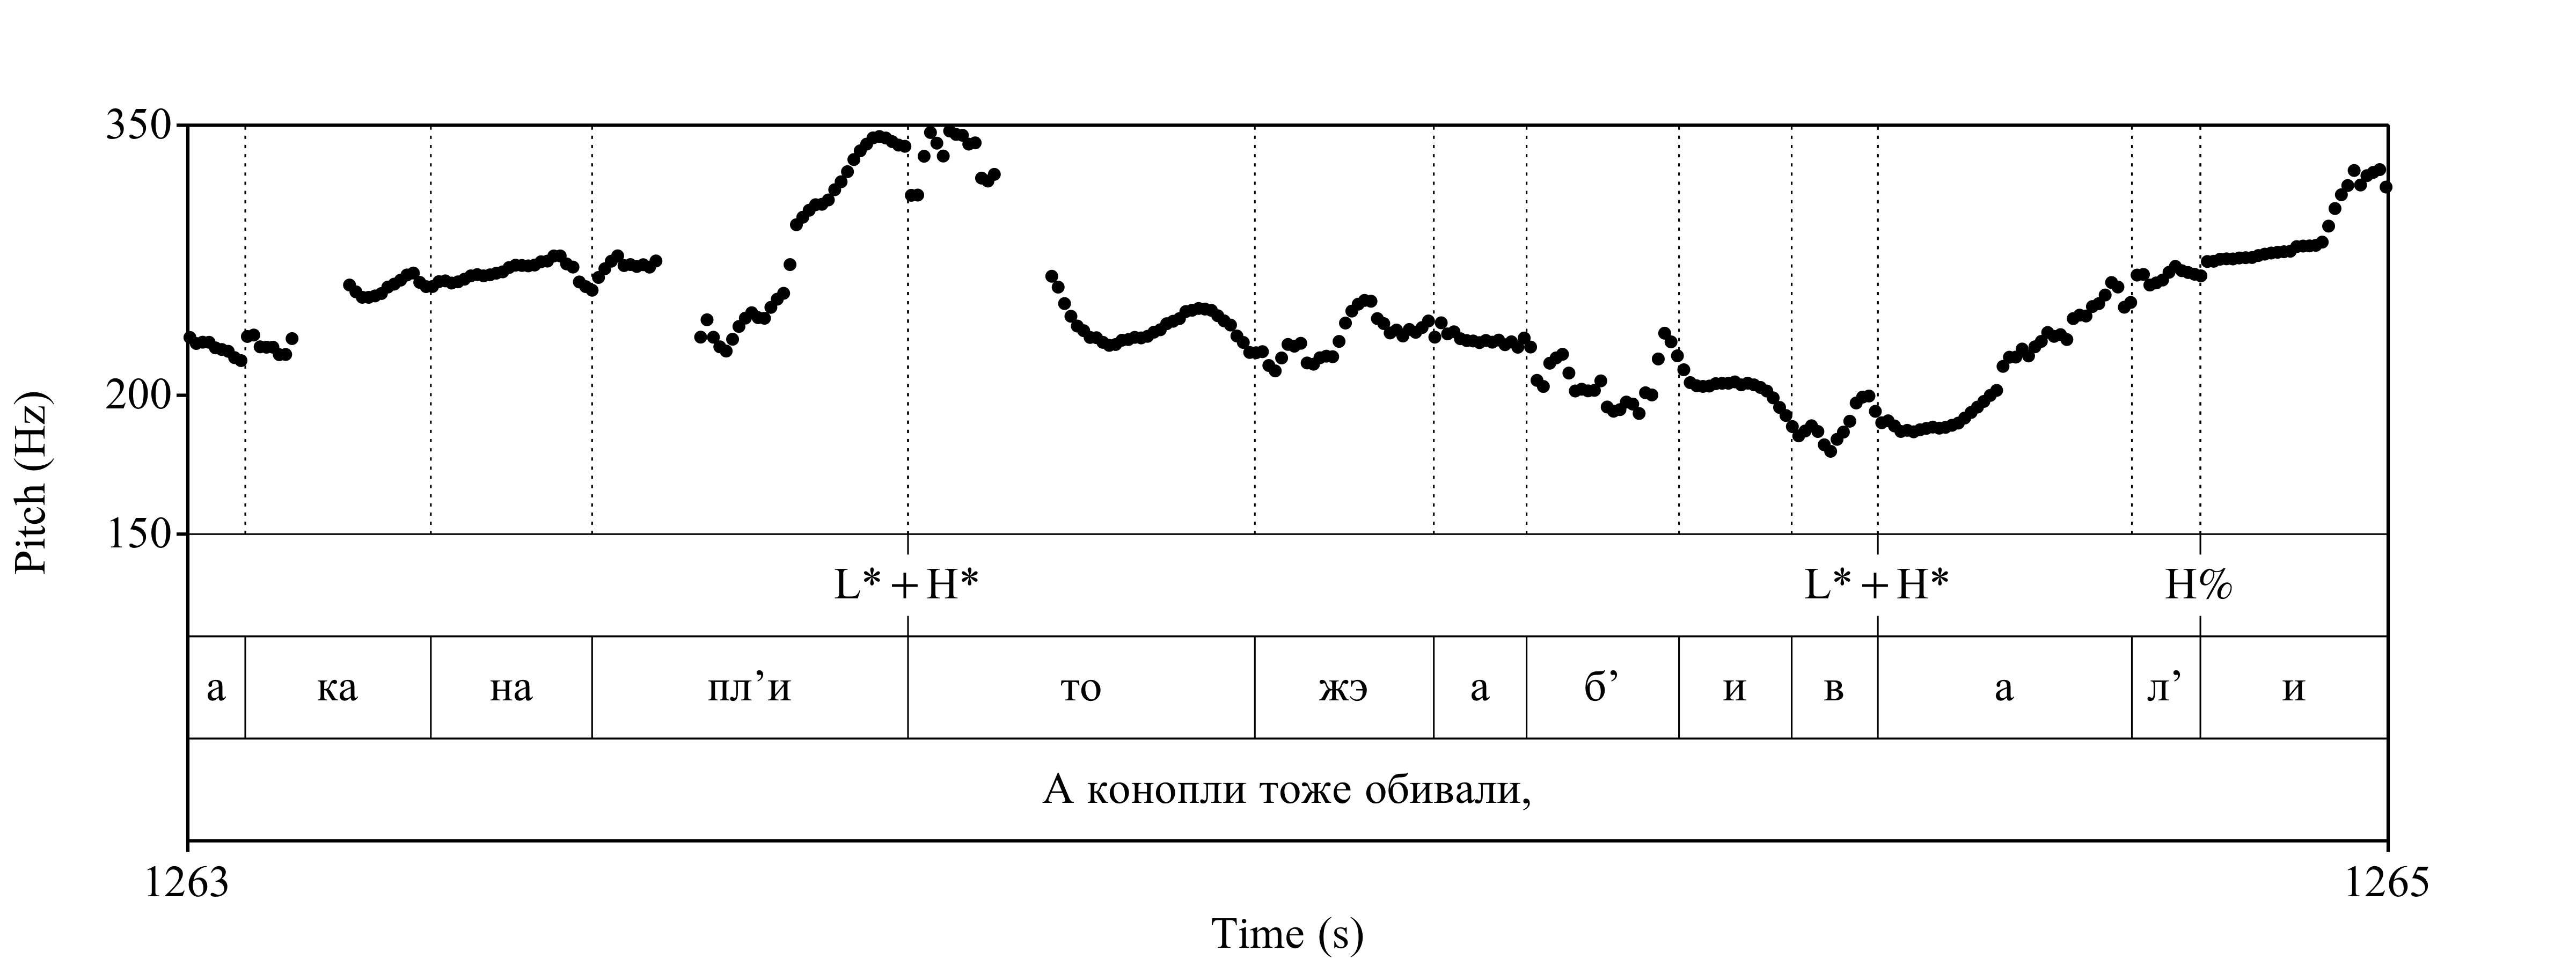 350
200
150
Pitch (Hz)
L* + H* L* + H* H%
а ка на пл’и то жэ а б’ и в а л’ и
А конопли тоже обивали,
1263 1265
Time (s)